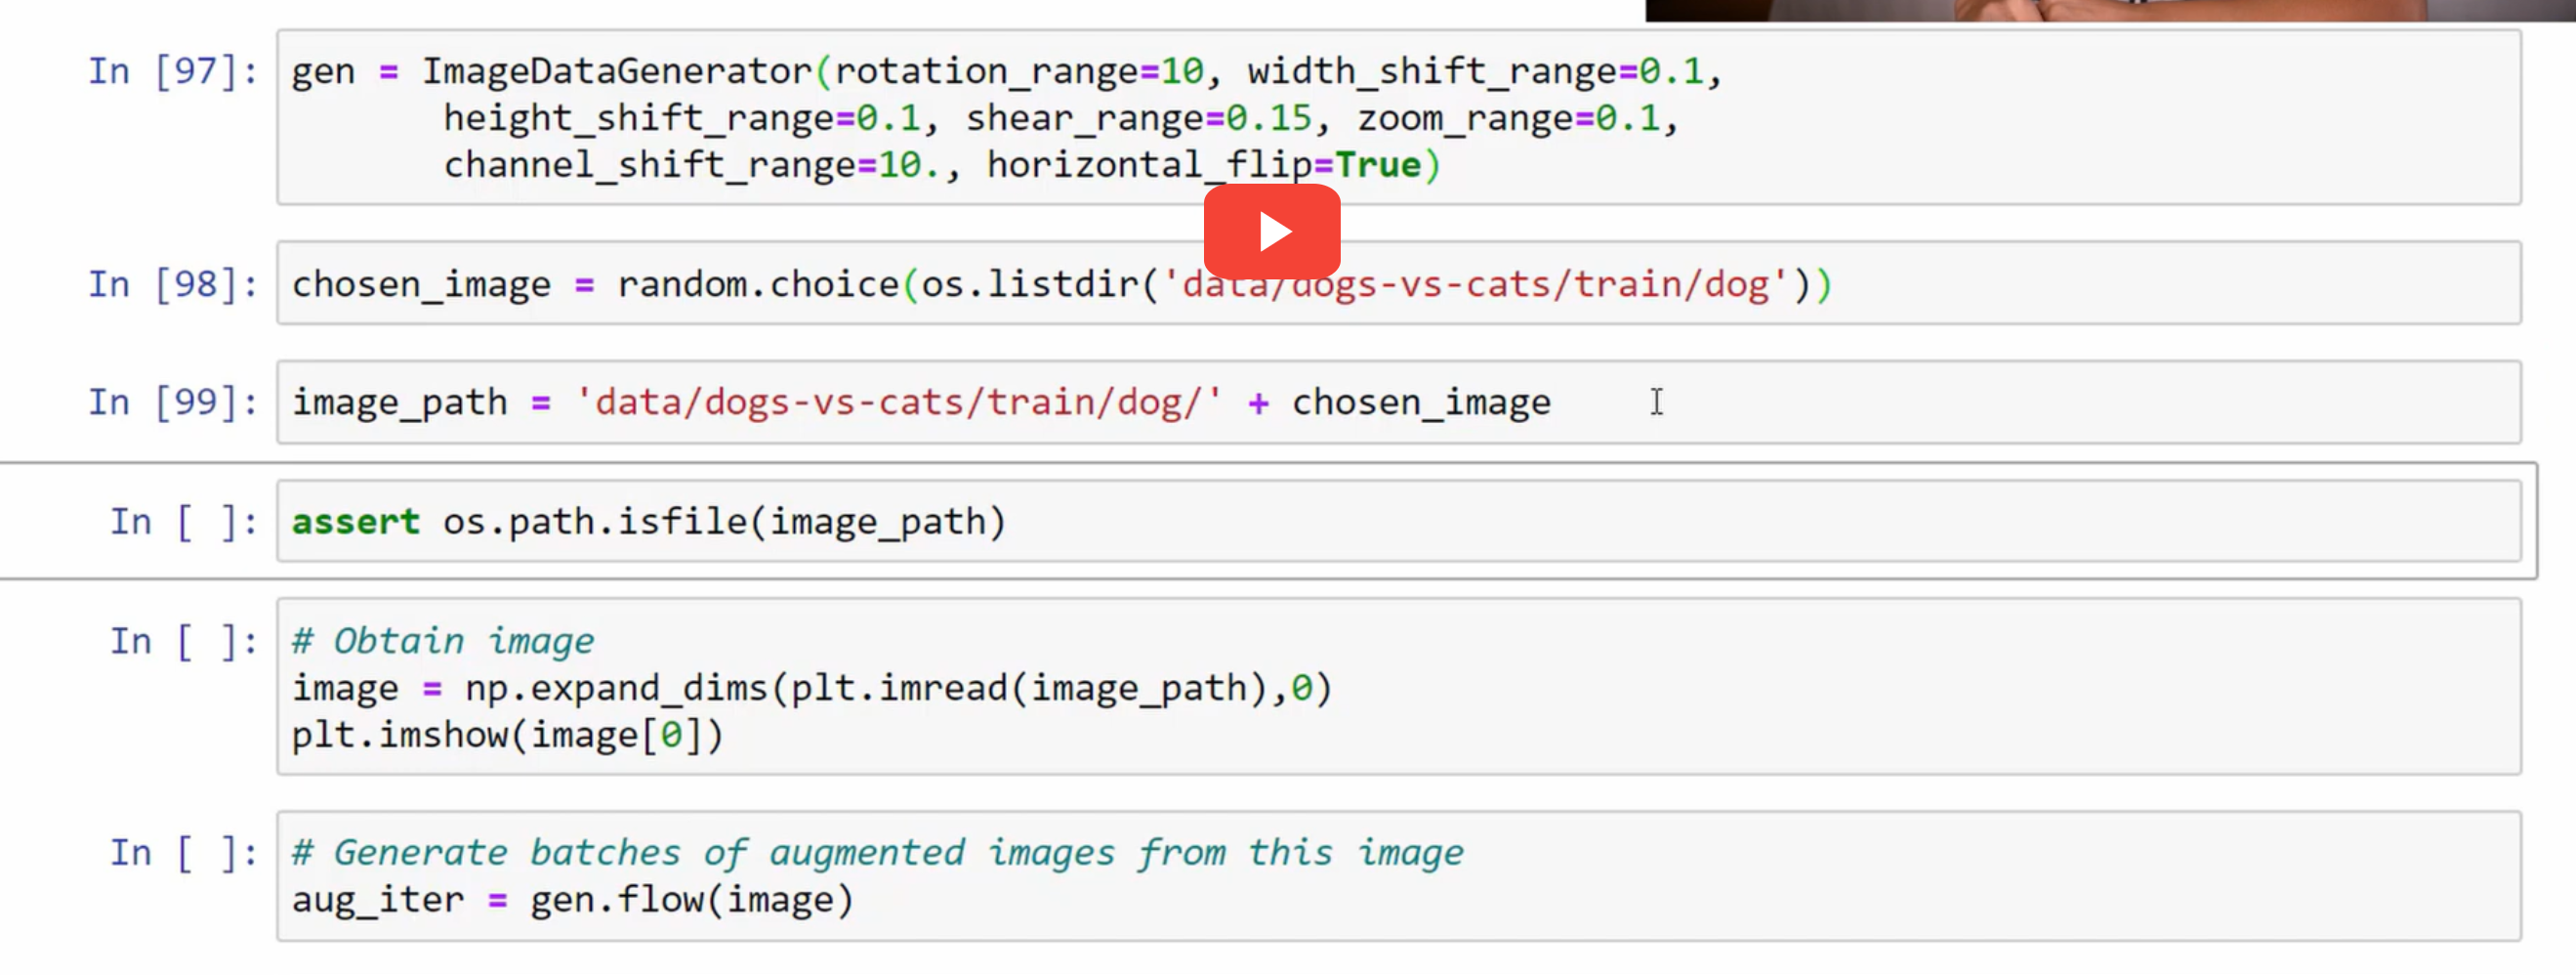 In [97]: gen = ImageDataGenerator(rotation_range=10, width_shift_range=0.1,
height_shift_range=0.1, shear_range=0.15, zoom_range=0.1,
channel_shift_range=10., horizontal_flip=True)
In [98]: chosen_image = random.choice(os.listdir('data/dogs-vs-cats/train/dog'))
In [99]: image_path = 'data/dogs-vs-cats/train/dog/' + chosen_image
In [ ]: assert os.path.isfile(image_path)
In [ ]: # Obtain image
image = np.expand_dims(plt.imread(image_path),0)
plt.imshow(image[0])
In [ ]: # Generate batches of augmented images from this image
aug_iter = gen.flow(image)